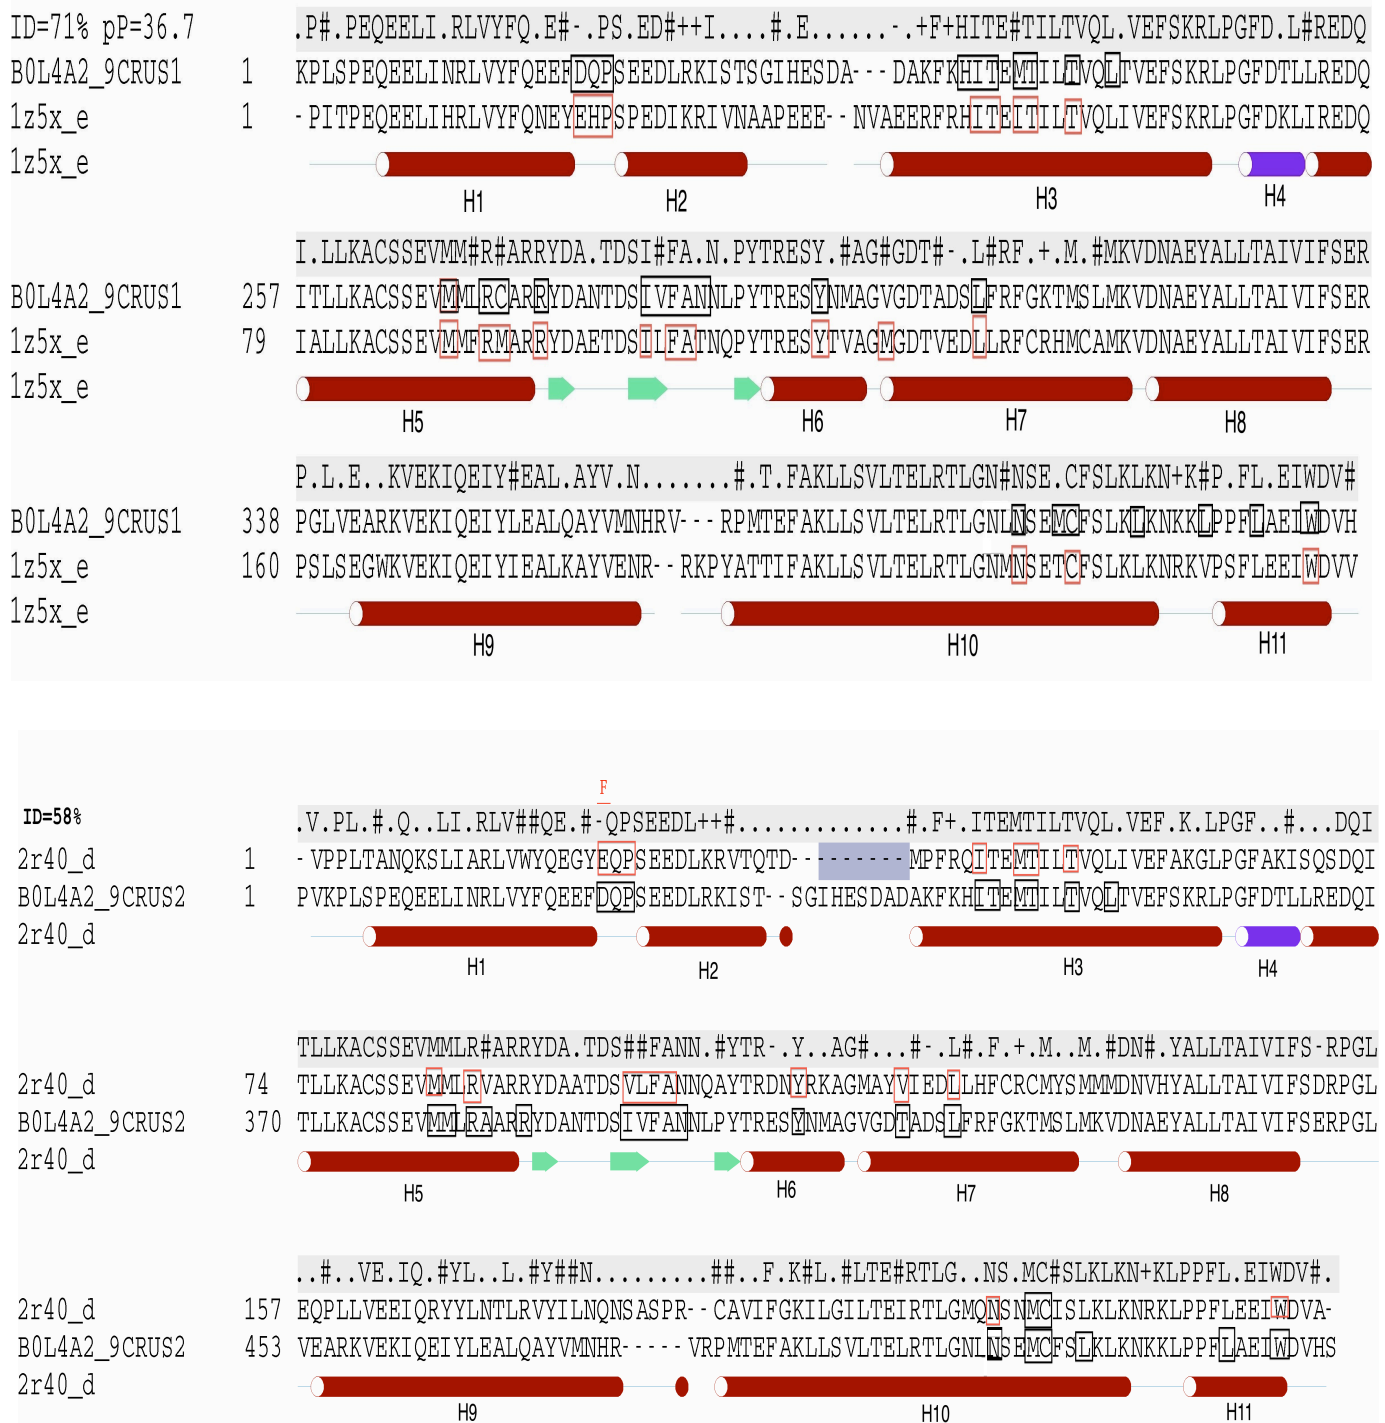 ID=71% pP=36.7 .P#.PEQEELI.RLVYFQ.E#-.PS.ED#++I....#.E......-.+F+HITE#TILTVQL.VEFSKRLPGFD.L#REDQ
B0L4A2_9CRUS1 1 KPLSPEQEELINRLVYFQEEFDQPSEEDLRKISTSGIHESDA---DAKFKHITEMTILTVQLTVEFSKRLPGFDTLLREDQ
1z5x_e 1 -PITPEQEELIHRLVYFQNEYEHPSPEDIKRIVNAAPEEE--NVAEERFRHITEITILTVQLIVEFSKRLPGFDKLIREDQ
1z5x_e
H1 H2 H3 H4
I.LLKACSSEVMM#R#ARRYDA.TDSI#FA.N.PYTRESY.#AG#GDT#-.L#RF.+.M.#MKVDNAEYALLTAIVIFSER
B0L4A2_9CRUS1 257 ITLLKACSSEVMMLRCARRYDANTDSIVFANNLPYTRESYNMAGVGDTADSLFRFGKTMSLMKVDNAEYALLTAIVIFSER
1z5x_e 79 IALLKACSSEVMMFRMARRYDAETDSILFATNQPYTRESYTVAGMGDTVEDLLRFCRHMCAMKVDNAEYALLTAIVIFSER
1z5x_e
H5 H6 H7 H8
P.L.E..KVEKIQEIY#EAL.AYV.N.......#.T.FAKLLSVLTELRTLGN#NSE.CFSLKLKN+K#P.FL.EIWDV#
B0L4A2_9CRUS1 338 PGLVEARKVEKIQEIYLEALQAYVMNHRV---RPMTEFAKLLSVLTELRTLGNLNSEMCFSLKLKNKKLPPFLAEIWDVH
1z5x_e 160 PSLSEGWKVEKIQEIYIEALKAYVENR--RKPYATTIFAKLLSVLTELRTLGNMNSETCFSLKLKNRKVPSFLEEIWDVV
1z5x_e
H9 H10 H11
F
ID=58% .V.PL.#.Q..LI.RLV##QE.#-QPSEEDL++#.............#.F+.ITEMTILTVQL.VEF.K.LPGF..#...DQI
2r40_d 1 -VPPLTANQKSLIARLVWYQEGYEQPSEEDLKRVTQTD---------MPFRQITEMTILTVQLIVEFAKGLPGFAKISQSDQI
B0L4A2_9CRUS2 1 PVKPLSPEQEELINRLVYFQEEFDQPSEEDLRKIST--SGIHESDADAKFKHITEMTILTVQLTVEFSKRLPGFDTLLREDQI
2r40_d
H1 H2 H3 H4
TLLKACSSEVMMLR#ARRYDA.TDS##FANN.#YTR-.Y..AG#...#-.L#.F.+.M..M.#DN#.YALLTAIVIFS-RPGL
2r40_d 74 TLLKACSSEVMMLRVARRYDAATDSVLFANNQAYTRDNYRKAGMAYVIEDLLHFCRCMYSMMMDNVHYALLTAIVIFSDRPGL
B0L4A2_9CRUS2 370 TLLKACSSEVMMLRAARRYDANTDSIVFANNLPYTRESYNMAGVGDTADSLFRFGKTMSLMKVDNAEYALLTAIVIFSERPGL
2r40_d
H5 H6 H7 H8
..#..VE.IQ.#YL..L.#Y##N.........##..F.K#L.#LTE#RTLG..NS.MC#SLKLKN+KLPPFL.EIWDV#.
2r40_d 157 EQPLLVEEIQRYYLNTLRVYILNQNSASPR--CAVIFGKILGILTEIRTLGMQNSNMCISLKLKNRKLPPFLEEIWDVA-
B0L4A2_9CRUS2 453 VEARKVEKIQEIYLEALQAYVMNHR-----VRPMTEFAKLLSVLTELRTLGNLNSEMCFSLKLKNKKLPPFLAEIWDVHS
2r40_d
H9 H10 H11